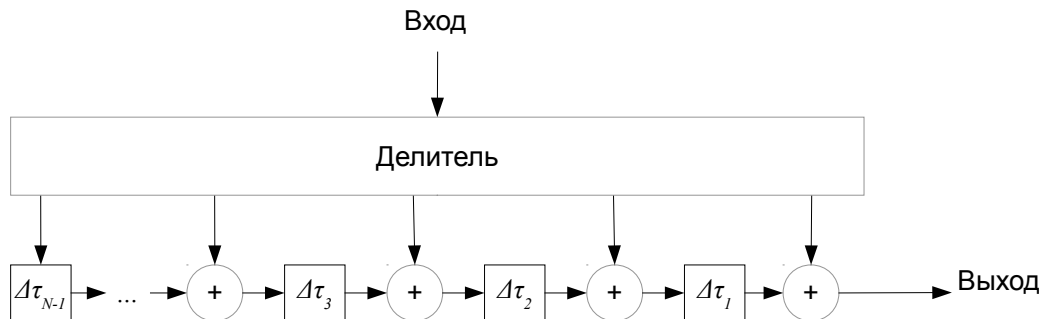 Вход
Делитель
Δτ_{N-1} ... + Δτ_3 + Δτ_2 + Δτ_1 + Выход